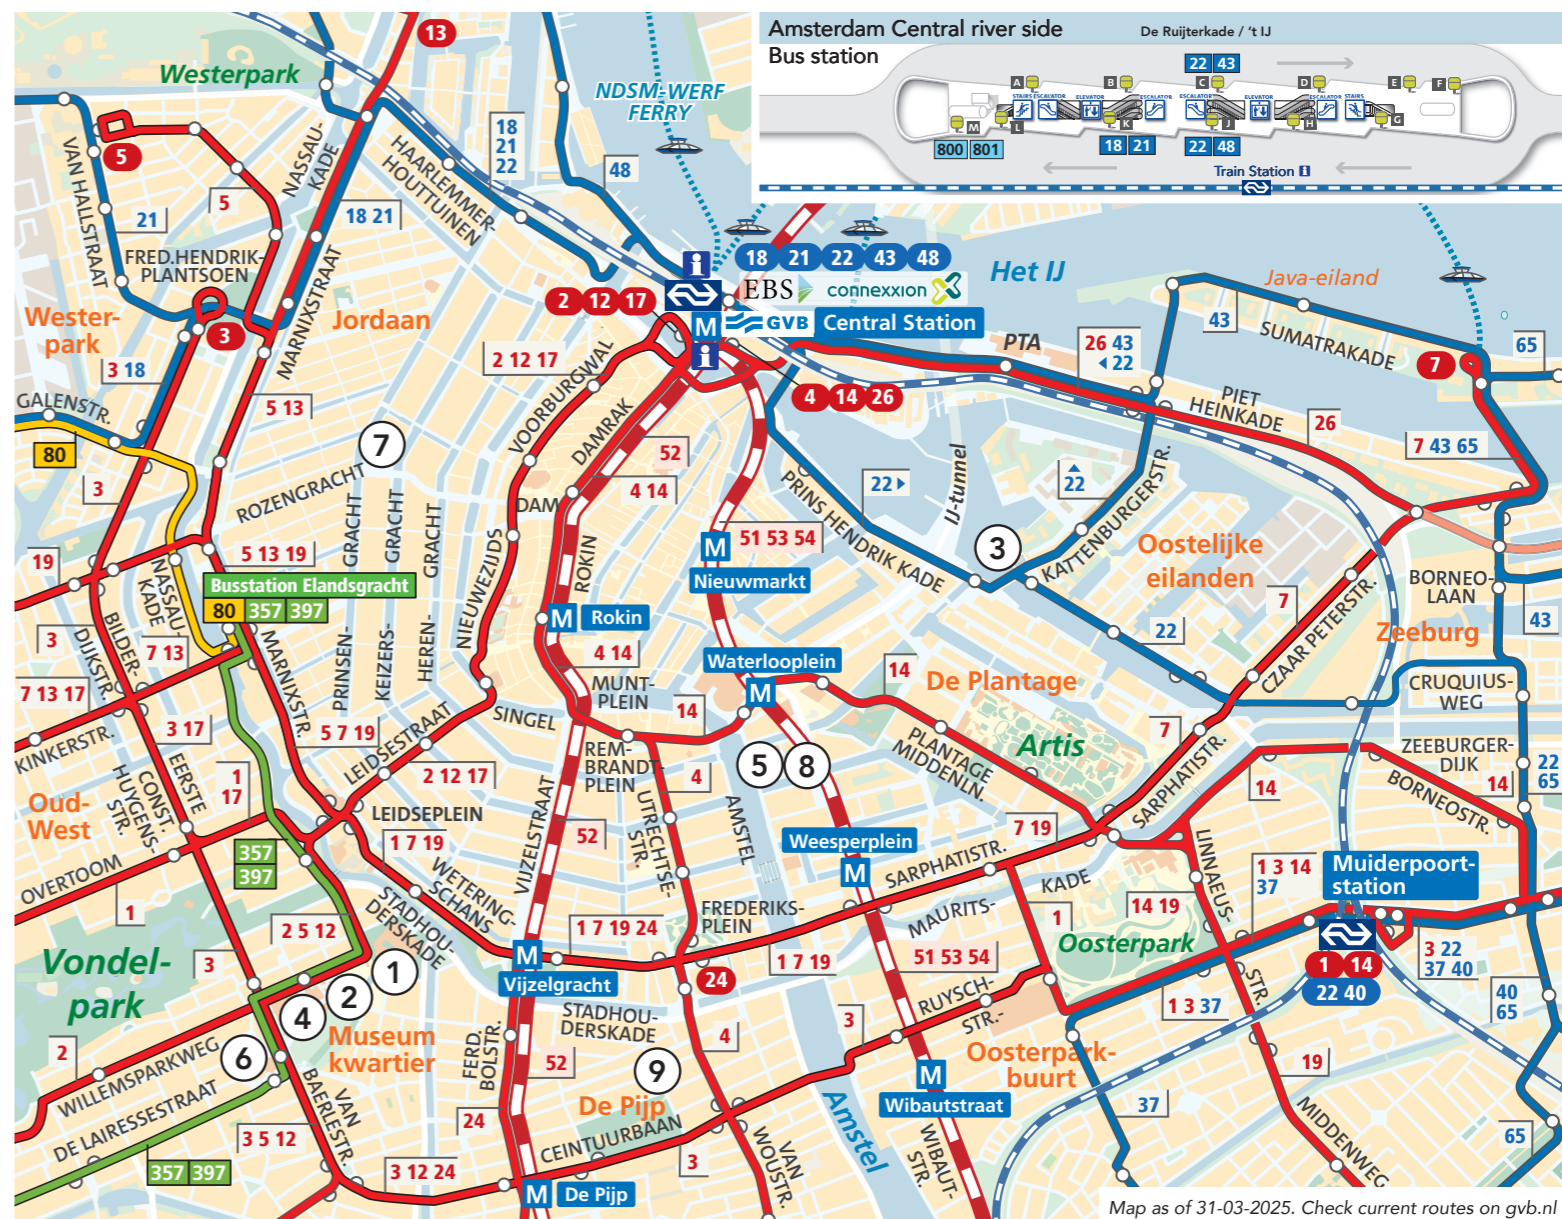 Amsterdam Central river side
De Ruijterkade / 't IJ
Bus station
22 43
A
B
C
D
E
F
STAIRS ESCALATOR
ELEVATOR
ESCALATOR
ESCALATOR
ELEVATOR
ESCALATOR
STAIRS
M
L
K
J
H
G
800 801
18 21
22 48
Train Station i
13
Westerpark
NDSM-WERF
FERRY
18
21
22
48
5
VAN HALLSTRAAT
NASSAU-
KADE
HAARLEMMER-
HOUTTUINEN
5
21
18 21
FRED.HENDRIK-
PLANTSOEN
MARNIXSTRAAT
i
18 21 22 43 48
EBS
connexxion
2 12 17
M
GVB
Central Station
i
Het IJ
Java-eiland
43
SUMATRAKADE
65
7
Wester-
park
3
Jordaan
3 18
2 12 17
VOORBURGWAL
PTA
26 43
22
4 14 26
PIET
HEINKADE
26
7 43 65
GALENSTR.
5 13
80
7
DAMRAK
52
3
ROZENGRACHT
4 14
DAM
PRINS HENDRIK KADE
22
IJ-tunnel
22
KATTENBURGERSTR.
3
Oostelijke
eilanden
19
5 13 19
GRACHT
GRACHT
GRACHT
ROKIN
51 53 54
M
Nieuwmarkt
NASSAU-
KADE
Busstation Elandsgracht
80 357 397
NIEUWEZIJDS
M
Rokin
BORNEO-
LAAN
Zeeburg
43
7
CZAAR PETERSTR.
22
3
BILDER-
DIJKSTR.
7 13
MARNIXSTR.
PRINSEN-
KEIZERS-
HEREN-
4 14
Waterlooplein
M
14
De Plantage
7 13 17
MUNT-
PLEIN
14
CRUQUIUS-
WEG
KINKERSTR.
3 17
5 7 19
LEIDSESTRAAT
SINGEL
REM-
BRANDT-
PLEIN
5
8
PLANTAGE
MIDDENLN.
Artis
7
SARPHATISTR.
ZEEBURGER-
DIJK
22
65
EERSTE
CONST.
HUYGENS-
STR.
1
17
2 12 17
4
14
BORNEOSTR.
14
Oud-
West
LEIDSEPLEIN
VIJZELSTRAAT
52
UTRECHTSE-
STR.
AMSTEL
Weesperplein
M
7 19
357
397
1 7 19
OVERTOOM
WETERING-
SCHANS
SARPHATISTR.
KADE
LINNAEUS-
STR.
1 3 14
37
Muiderpoort-
station
1
2 5 12
STADHOU-
DERSKADE
1 7 19 24
FREDERIKS-
PLEIN
MAURITS-
1
14 19
Oosterpark
Vondel-
park
3
1
M
Vijzelgracht
24
1 7 19
51 53 54
1 14
22 40
3 22
37 40
2
4
STADHOU-
DERSKADE
RUYSCH-
STR.-
1 3 37
40
65
Museum
kwartier
6
2
WILLEMSPARKWEG
FERD.
BOLSTR.
52
9
4
3
Oosterpark-
buurt
M
Wibautstraat
19
DE LAIRESSESTRAAT
VAN
BAERLESTR.
De Pijp
Amstel
37
24
3 5 12
CEINTUURBAAN
MIDDENWEG
65
357 397
3 12 24
M
De Pijp
3
VAN
WOUSTR.
WIBAUT-
STR.
Map as of 31-03-2025. Check current routes on gvb.nl